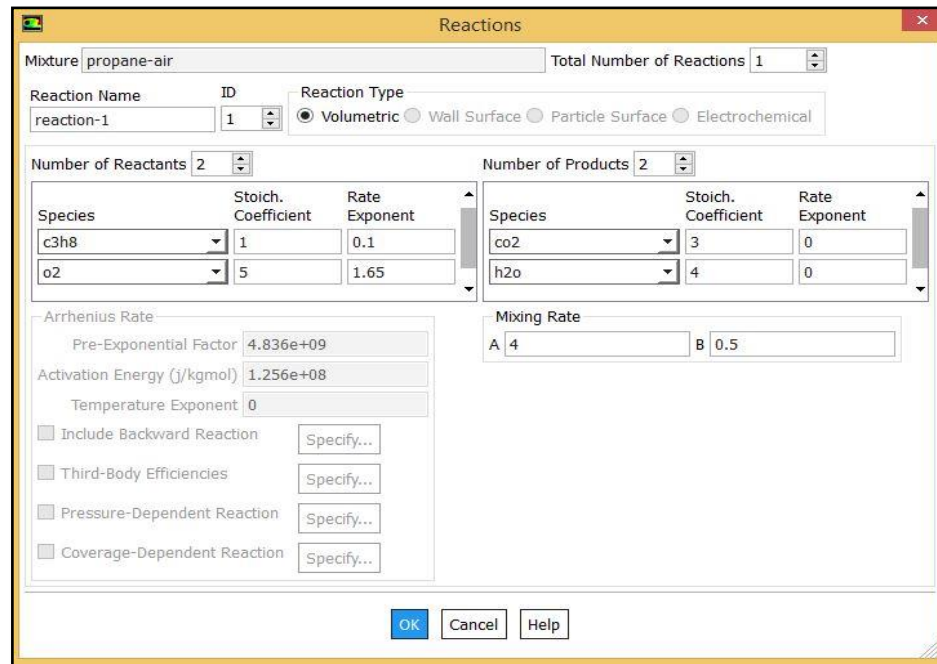 Reactions
Mixture propane-air Total Number of Reactions 1
Reaction Name ID Reaction Type
reaction-1 1 Volumetric Wall Surface Particle Surface Electrochemical
Number of Reactants 2 Number of Products 2
Species Stoich. Coefficient Rate Exponent Species Stoich. Coefficient Rate Exponent
c3h8 1 0.1 co2 3 0
o2 5 1.65 h2o 4 0
Arrhenius Rate Mixing Rate
Pre-Exponential Factor 4.836e+09 A 4 B 0.5
Activation Energy (j/kgmol) 1.256e+08
Temperature Exponent 0
Include Backward Reaction Specify...
Third-Body Efficiencies Specify...
Pressure-Dependent Reaction Specify...
Coverage-Dependent Reaction Specify...
OK Cancel Help